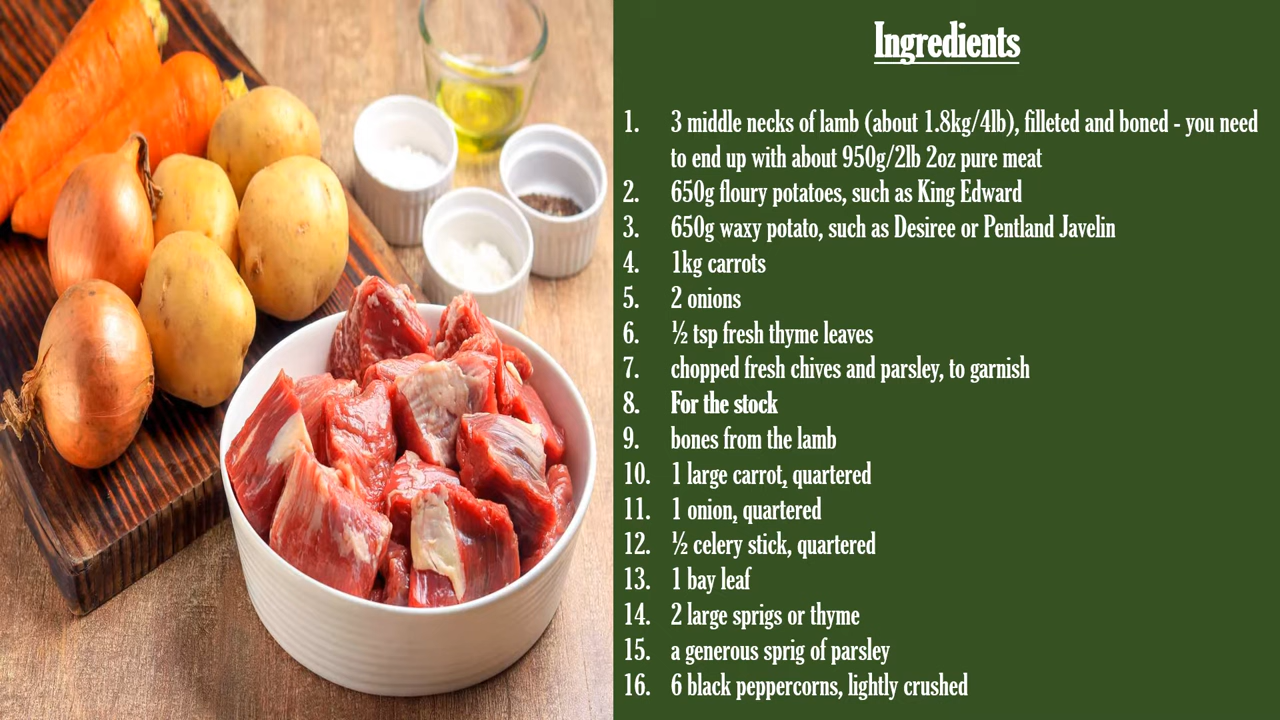 Ingredients
1. 3 middle necks of lamb (about 1.8kg/4lb), filleted and boned - you need
to end up with about 950g/2lb 2oz pure meat
2. 650g floury potatoes, such as King Edward
3. 650g waxy potato, such as Desiree or Pentland Javelin
4. 1kg carrots
5. 2 onions
6. ½ tsp fresh thyme leaves
7. chopped fresh chives and parsley, to garnish
8. For the stock
9. bones from the lamb
10. 1 large carrot, quartered
11. 1 onion, quartered
12. ½ celery stick, quartered
13. 1 bay leaf
14. 2 large sprigs or thyme
15. a generous sprig of parsley
16. 6 black peppercorns, lightly crushed